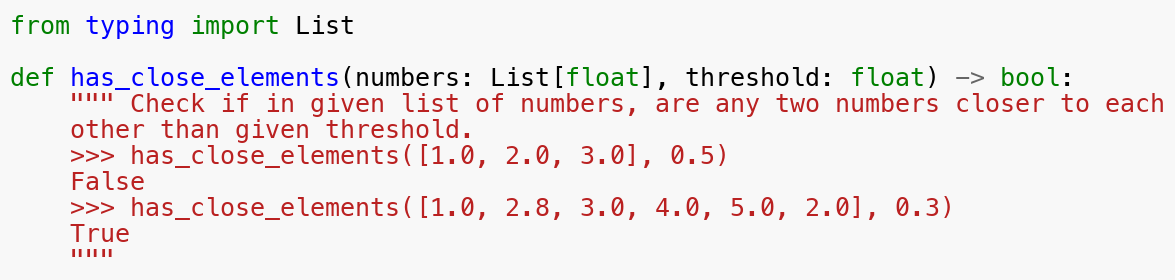 from typing import List

def has_close_elements(numbers: List[float], threshold: float) -> bool:
    """ Check if in given list of numbers, are any two numbers closer to each
    other than given threshold.
    >>> has_close_elements([1.0, 2.0, 3.0], 0.5)
    False
    >>> has_close_elements([1.0, 2.8, 3.0, 4.0, 5.0, 2.0], 0.3)
    True
    """